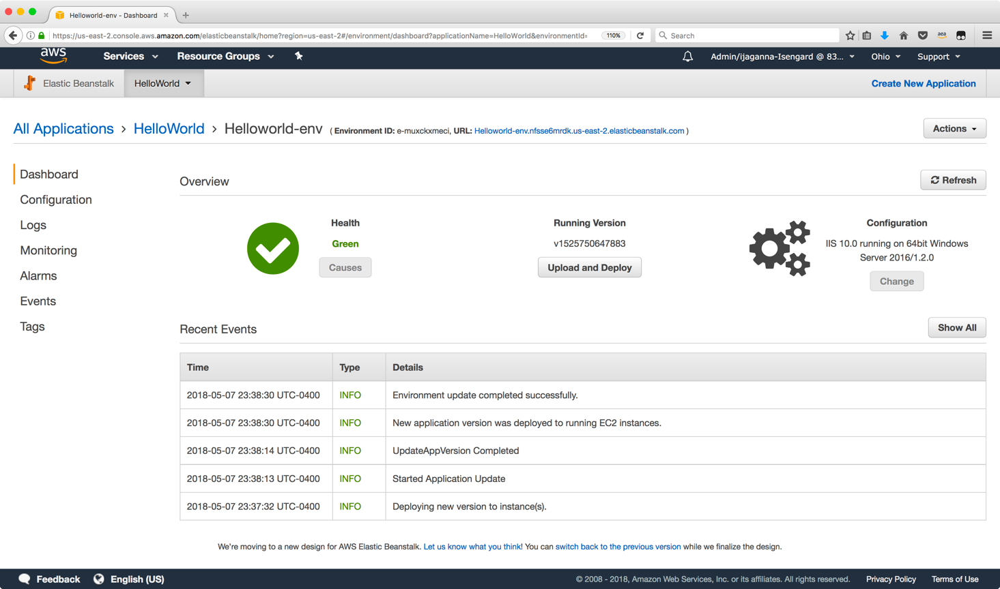 Helloworld-env - Dashboard
https://us-east-2.console.aws.amazon.com/elasticbeanstalk/home?region=us-east-2#/environment/dashboard?applicationName=HelloWorld&environmentId=
110%
Search
aea
aws
Services
Resource Groups
Admin/ijaganna-Isengard @ 83...
Ohio
Support
Elastic Beanstalk
HelloWorld
Create New Application
All Applications > HelloWorld > Helloworld-env ( Environment ID: e-muxckxmeci, URL: Helloworld-env.nfsse6mrdk.us-east-2.elasticbeanstalk.com )
Actions
Dashboard
Configuration
Logs
Monitoring
Alarms
Events
Tags
Overview
Refresh
Health
Green
Causes
Running Version
v1525750647883
Upload and Deploy
Configuration
IIS 10.0 running on 64bit Windows
Server 2016/1.2.0
Change
Recent Events
Show All
Time Type Details
2018-05-07 23:38:30 UTC-0400 INFO Environment update completed successfully.
2018-05-07 23:38:30 UTC-0400 INFO New application version was deployed to running EC2 instances.
2018-05-07 23:38:14 UTC-0400 INFO UpdateAppVersion Completed
2018-05-07 23:38:13 UTC-0400 INFO Started Application Update
2018-05-07 23:37:32 UTC-0400 INFO Deploying new version to instance(s).
We're moving to a new design for AWS Elastic Beanstalk. Let us know what you think! You can switch back to the previous version while we finalize the design.
Feedback
English (US)
© 2008 - 2018, Amazon Web Services, Inc. or its affiliates. All rights reserved.
Privacy Policy
Terms of Use